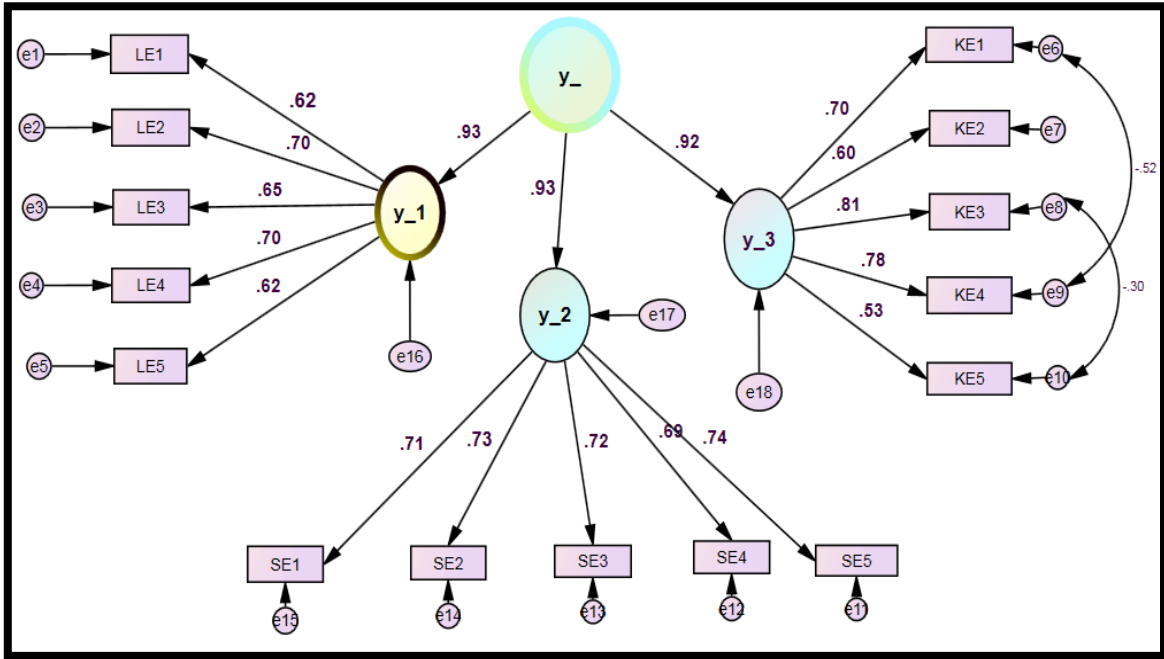 e1
LE1
.62
e2
LE2
.70
e3
LE3
.65
e4
LE4
.70
e5
LE5
.62
y_1
e16
y_
.93
.93
.92
y_2
e17
y_3
e18
KE1
e6
.70
KE2
e7
.60
KE3
e8
.81
KE4
e9
.78
KE5
e10
.53
-.52
-.30
.71
.73
.72
.69
.74
SE1
SE2
SE3
SE4
SE5
e15
e14
e13
e12
e11